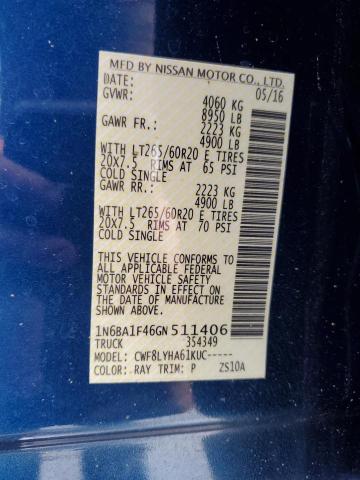 MFD BY NISSAN MOTOR CO., LTD.
DATE: 05/16
GVWR: 4060 KG
8950 LB
GAWR FR.: 2223 KG
4900 LB
WITH LT265/60R20 E TIRES
20X7.5 RIMS AT 65 PSI
COLD SINGLE
GAWR RR.: 2223 KG
4900 LB
WITH LT265/60R20 E TIRES
20X7.5 RIMS AT 70 PSI
COLD SINGLE
THIS VEHICLE CONFORMS TO
ALL APPLICABLE FEDERAL
MOTOR VEHICLE SAFETY
STANDARDS IN EFFECT ON
THE DATE OF MANUFACTURE
1N6BA1F46GN511406
TRUCK 354349
MODEL: CWF8LYHA61KUC-----
COLOR: RAY TRIM: P ZS10A